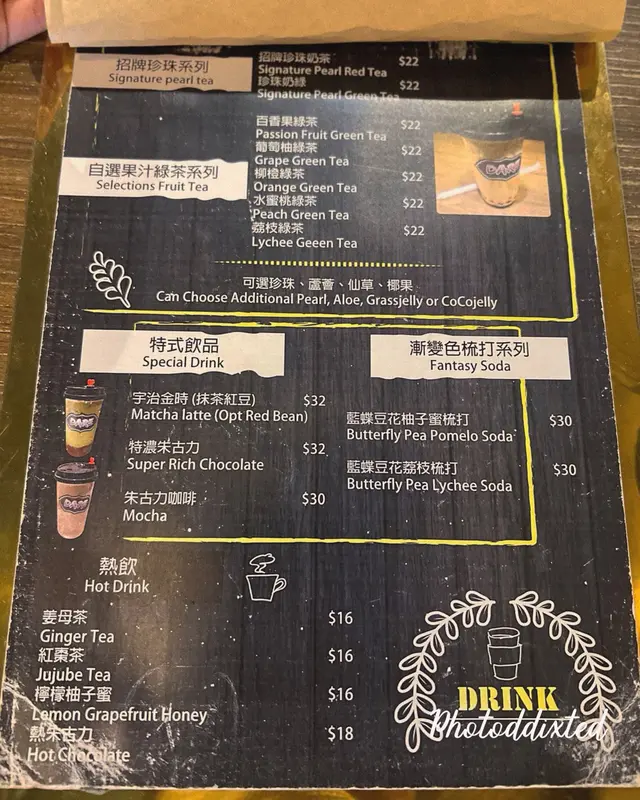 招牌珍珠系列
Signature pearl tea
招牌珍珠奶茶 $22
Signature Pearl Red Tea
珍珠奶綠 $22
Signature Pearl Green Tea
自選果汁綠茶系列
Selections Fruit Tea
百香果綠茶 $22
Passion Fruit Green Tea
葡萄柚綠茶 $22
Grape Green Tea
柳橙綠茶 $22
Orange Green Tea
水蜜桃綠茶 $22
Peach Green Tea
荔枝綠茶 $22
Lychee Geeen Tea
DARE
可選珍珠、蘆薈、仙草、椰果
Can Choose Additional Pearl, Aloe, Grassjelly or CoCojelly
特式飲品
Special Drink
宇治金時 (抹茶紅豆) $32
Matcha latte (Opt Red Bean)
特濃朱古力 $32
Super Rich Chocolate
朱古力咖啡 $30
Mocha
DARE
DARE
漸變色梳打系列
Fantasy Soda
藍蝶豆花柚子蜜梳打 $30
Butterfly Pea Pomelo Soda
藍蝶豆花荔枝梳打 $30
Butterfly Pea Lychee Soda
熱飲
Hot Drink
姜母茶 $16
Ginger Tea
紅棗茶 $16
Jujube Tea
檸檬柚子蜜 $16
Lemon Grapefruit Honey
熱朱古力 $18
Hot Chocolate
DRINK
Photoddixted